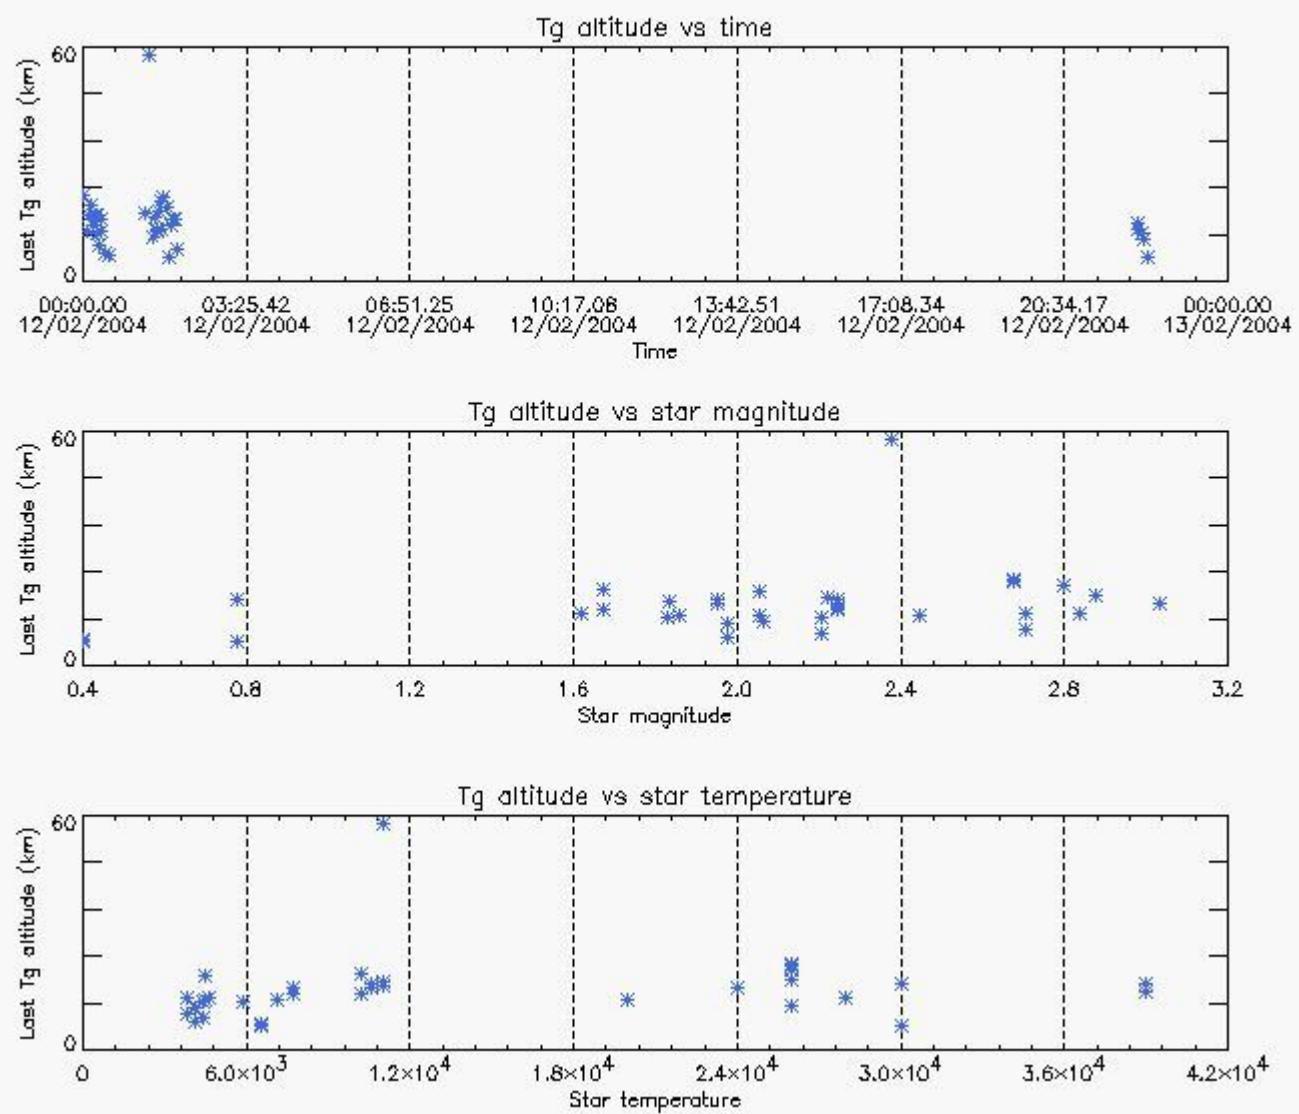 Tg altitude vs time
Last Tg altitude (km)
60
0
00:00.00 03:25.42 06:51.25 10:17.08 13:42.51 17:08.34 20:34.17 00:00.00
12/02/2004 12/02/2004 12/02/2004 12/02/2004 12/02/2004 12/02/2004 12/02/2004 13/02/2004
Time
Tg altitude vs star magnitude
Last Tg altitude (km)
60
0
0.4 0.8 1.2 1.6 2.0 2.4 2.8 3.2
Star magnitude
Tg altitude vs star temperature
Last Tg altitude (km)
60
0
0 6.0×10³ 1.2×10⁴ 1.8×10⁴ 2.4×10⁴ 3.0×10⁴ 3.6×10⁴ 4.2×10⁴
Star temperature